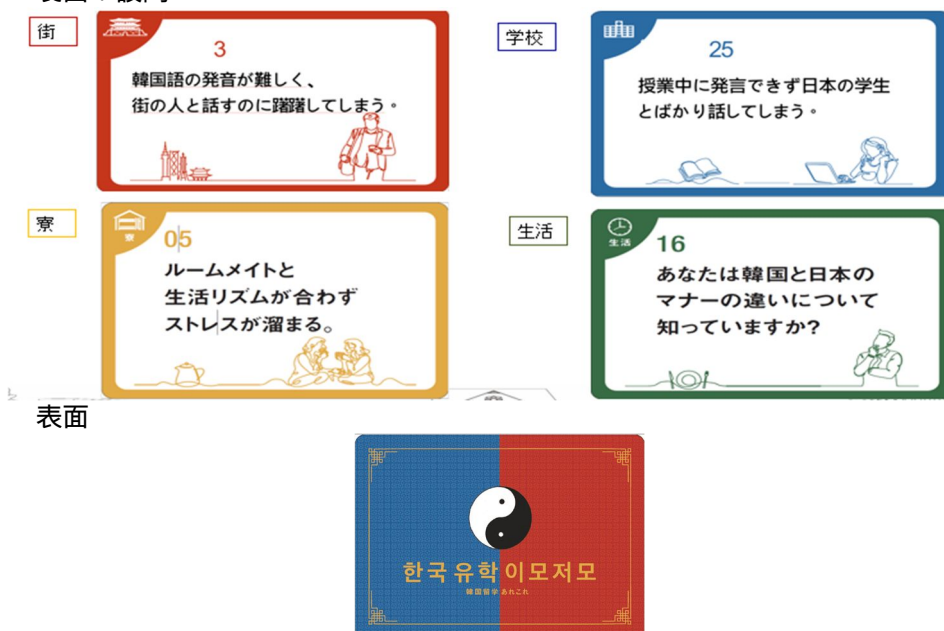 街
3
韓国語の発音が難しく、
街の人と話すのに躊躇してしまう。
学校
25
授業中に発言できず日本の学生
とばかり話してしまう。
寮
寮
05
ルームメイトと
生活リズムが合わず
ストレスが溜まる。
生活
生活
16
あなたは韓国と日本の
マナーの違いについて
知っていますか?
表面
한국 유학 이모저모
韓国留学 あれこれ